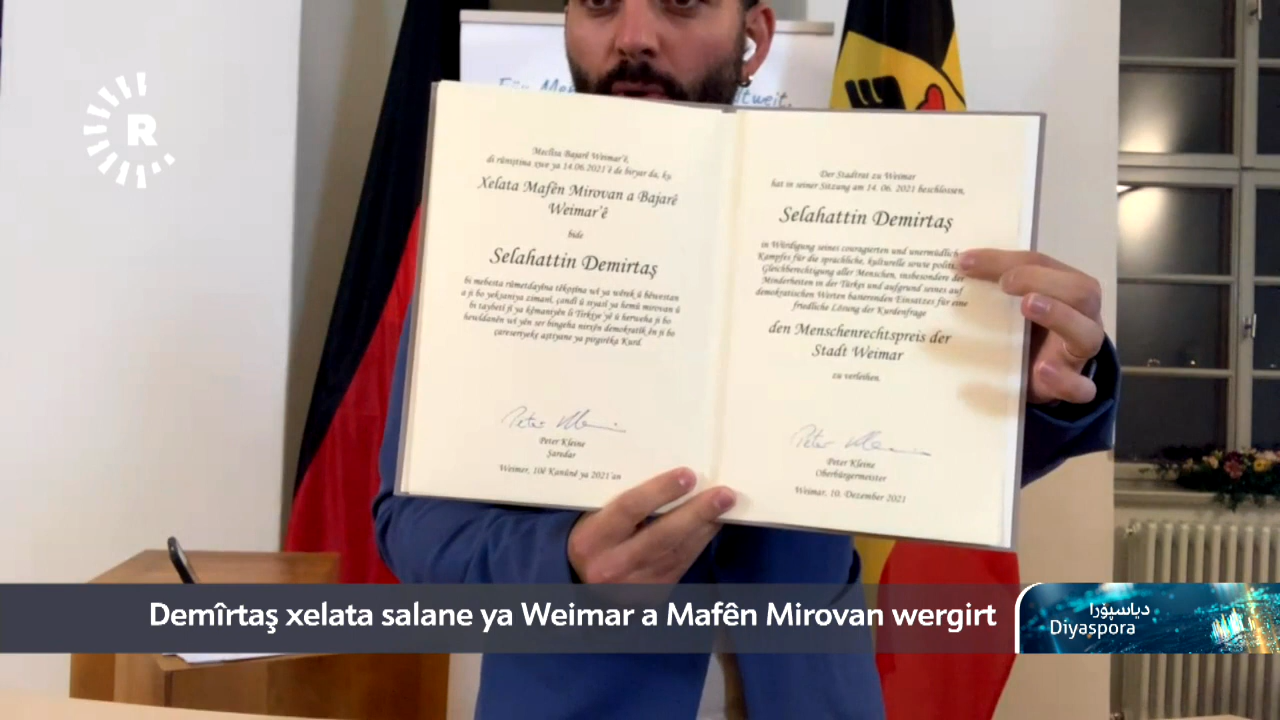 R
Für Men
ltweit.
Meclîsa Bajarê Weimar'ê,
di rûniştina xwe ya 14.06.2021'ê de biryar da, ku
Xelata Mafên Mirovan a Bajarê
Weimar'ê
bide
Selahattin Demirtaş
bi mebesta rûmetdayîna têkoşîna wî ya wêrek û bêwestan
a ji bo yeksaniya zimanî, çandî û siyasî ya hemû mirovan û
bi taybetî jî ya kêmaniyên li Tirkiye'yê û herweha ji bo
hewldanên wî yên ser bingeha nirxên demokratîk ên ji bo
çareseriyeke aştiyane ya pirsgirêka Kurd.
Peter Kleine
Şaredar
Weimar, 10ê Kanûnê ya 2021'an
Der Stadtrat zu Weimar
hat in seiner Sitzung am 14. 06. 2021 beschlossen,
Selahattin Demirtaş
in Würdigung seines couragierten und unermüdlich
Kampfes für die sprachliche, kulturelle sowie politis
Gleichberechtigung aller Menschen, insbesondere der
Minderheiten in der Türkei und aufgrund seines auf
demokratischen Werten basierenden Einsatzes für eine
friedliche Lösung der Kurdenfrage
den Menschenrechtspreis der
Stadt Weimar
zu verleihen.
Peter Kleine
Oberbürgermeister
Weimar, 10. Dezember 2021
Demîrtaş xelata salane ya Weimar a Mafên Mirovan wergirt
دیاسپۆرا
Diyaspora